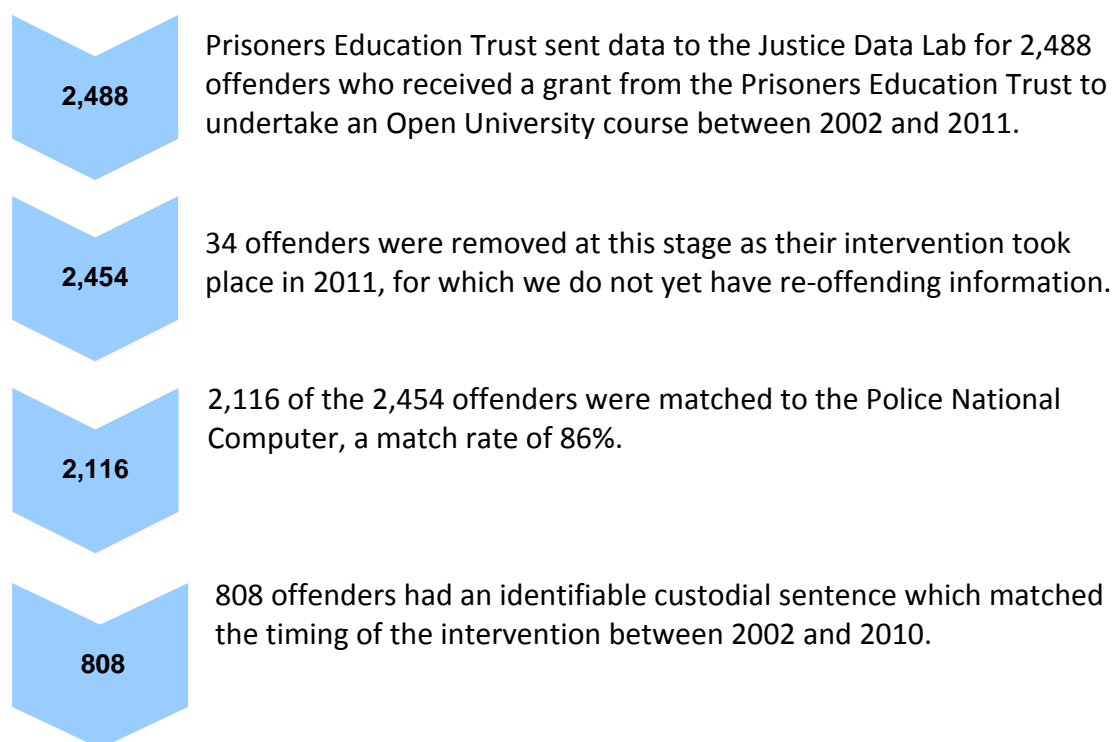 2,488
Prisoners Education Trust sent data to the Justice Data Lab for 2,488
offenders who received a grant from the Prisoners Education Trust to
undertake an Open University course between 2002 and 2011.
2,454
34 offenders were removed at this stage as their intervention took
place in 2011, for which we do not yet have re-offending information.
2,116
2,116 of the 2,454 offenders were matched to the Police National
Computer, a match rate of 86%.
808
808 offenders had an identifiable custodial sentence which matched
the timing of the intervention between 2002 and 2010.